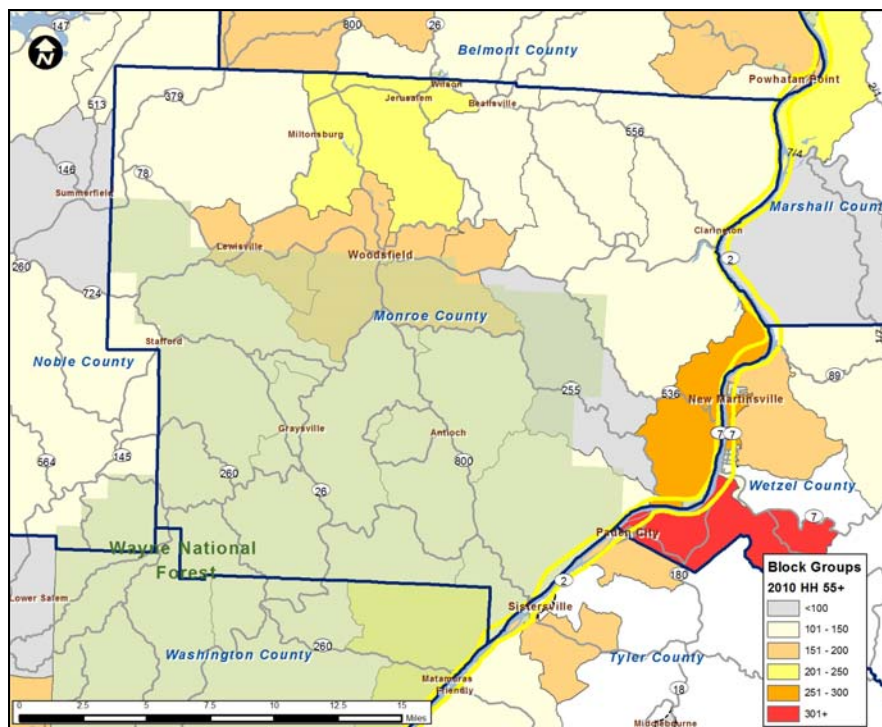 147
800
26
Belmont County
Powhatan Point
Wilson
513
379
Jerusalem
Beallsville
Miltonsburg
556
7/4
146
78
Summerfield
Marshall Count
Clarington
Lewisville
Woodsfield
2
260
724
Monroe County
Stafford
Noble County
89
255
536
New Martinsville
Graysville
Antioch
7
7
145
564
260
800
Wetzel County
26
7
Paden City
Wayne National
Forest
Block Groups
2010 HH 55+
<100
101 - 150
151 - 200
201 - 250
251 - 300
301+
180
2
Lower Salem
Sistersville
260
Washington County
Tyler County
Matamoras
Friendly
18
Middlebourne
0
2.5
5
7.5
10
12.5
15
Miles